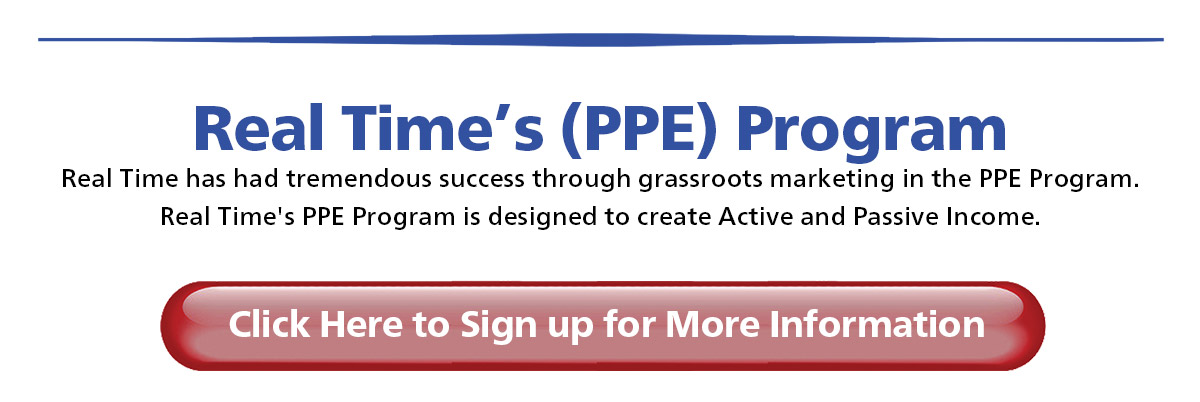 Real Time’s (PPE) Program
Real Time has had tremendous success through grassroots marketing in the PPE Program.
Real Time's PPE Program is designed to create Active and Passive Income.
Click Here to Sign up for More Information